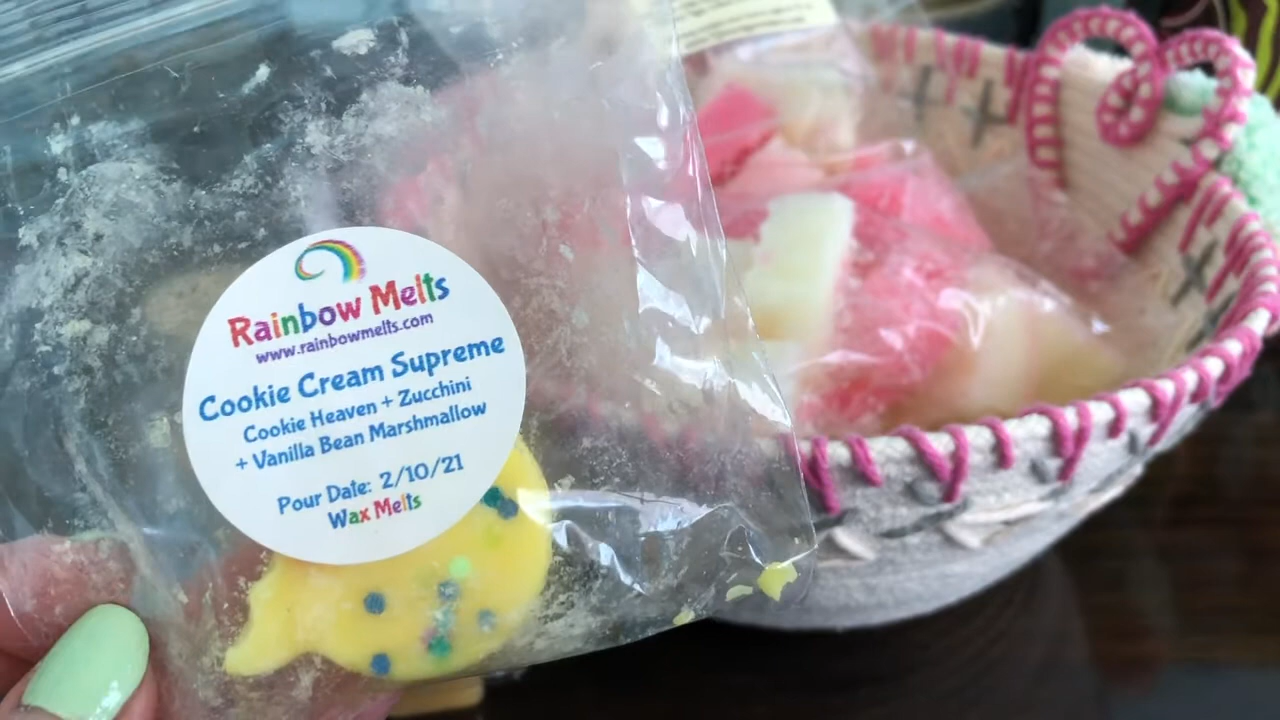 Rainbow Melts
www.rainbowmelts.com
Cookie Cream Supreme
Cookie Heaven + Zucchini
+ Vanilla Bean Marshmallow
Pour Date: 2/10/21
Wax Melts